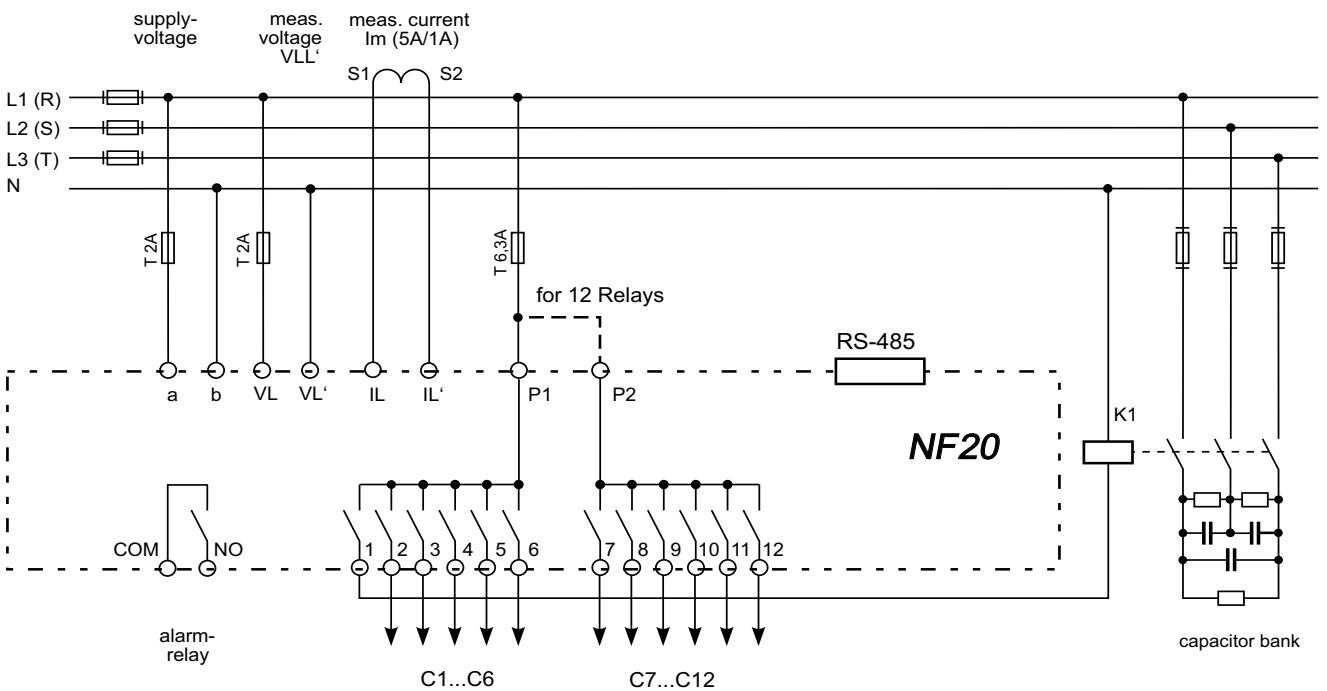 supply-
voltage
meas.
voltage
VLL‘
meas. current
Im (5A/1A)
S1
S2
L1 (R)
L2 (S)
L3 (T)
N
T 2A
T 2A
T 6,3A
for 12 Relays
RS-485
a
b
VL
VL‘
IL
IL‘
P1
P2
K1
NF20
COM
NO
1
2
3
4
5
6
7
8
9
10
11
12
alarm-
relay
capacitor bank
C1...C6
C7...C12